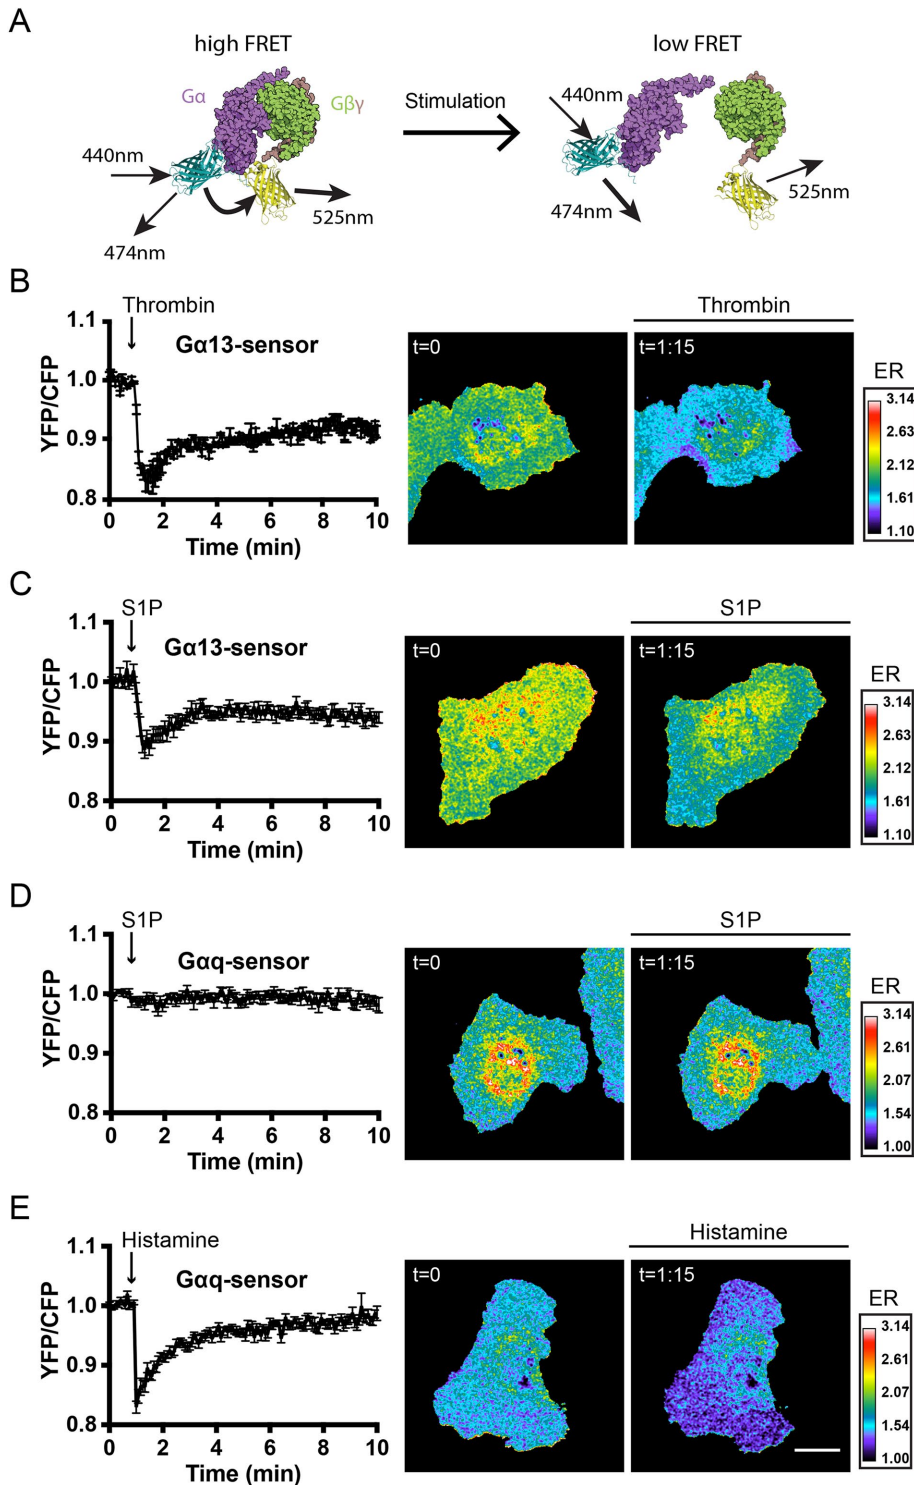 A
high FRET
low FRET
Gα
Gβγ
Stimulation
440nm
474nm
525nm
440nm
474nm
525nm
B
Thrombin
Gα13-sensor
YFP/CFP
1.1
1.0
0.9
0.8
0 2 4 6 8 10
Time (min)
Thrombin
t=0
t=1:15
ER
3.14
2.63
2.12
1.61
1.10
C
S1P
Gα13-sensor
YFP/CFP
1.1
1.0
0.9
0.8
0 2 4 6 8 10
Time (min)
S1P
t=0
t=1:15
ER
3.14
2.63
2.12
1.61
1.10
D
S1P
Gαq-sensor
YFP/CFP
1.1
1.0
0.9
0.8
0 2 4 6 8 10
Time (min)
S1P
t=0
t=1:15
ER
3.14
2.61
2.07
1.54
1.00
E
Histamine
Gαq-sensor
YFP/CFP
1.1
1.0
0.9
0.8
0 2 4 6 8 10
Time (min)
Histamine
t=0
t=1:15
ER
3.14
2.61
2.07
1.54
1.00